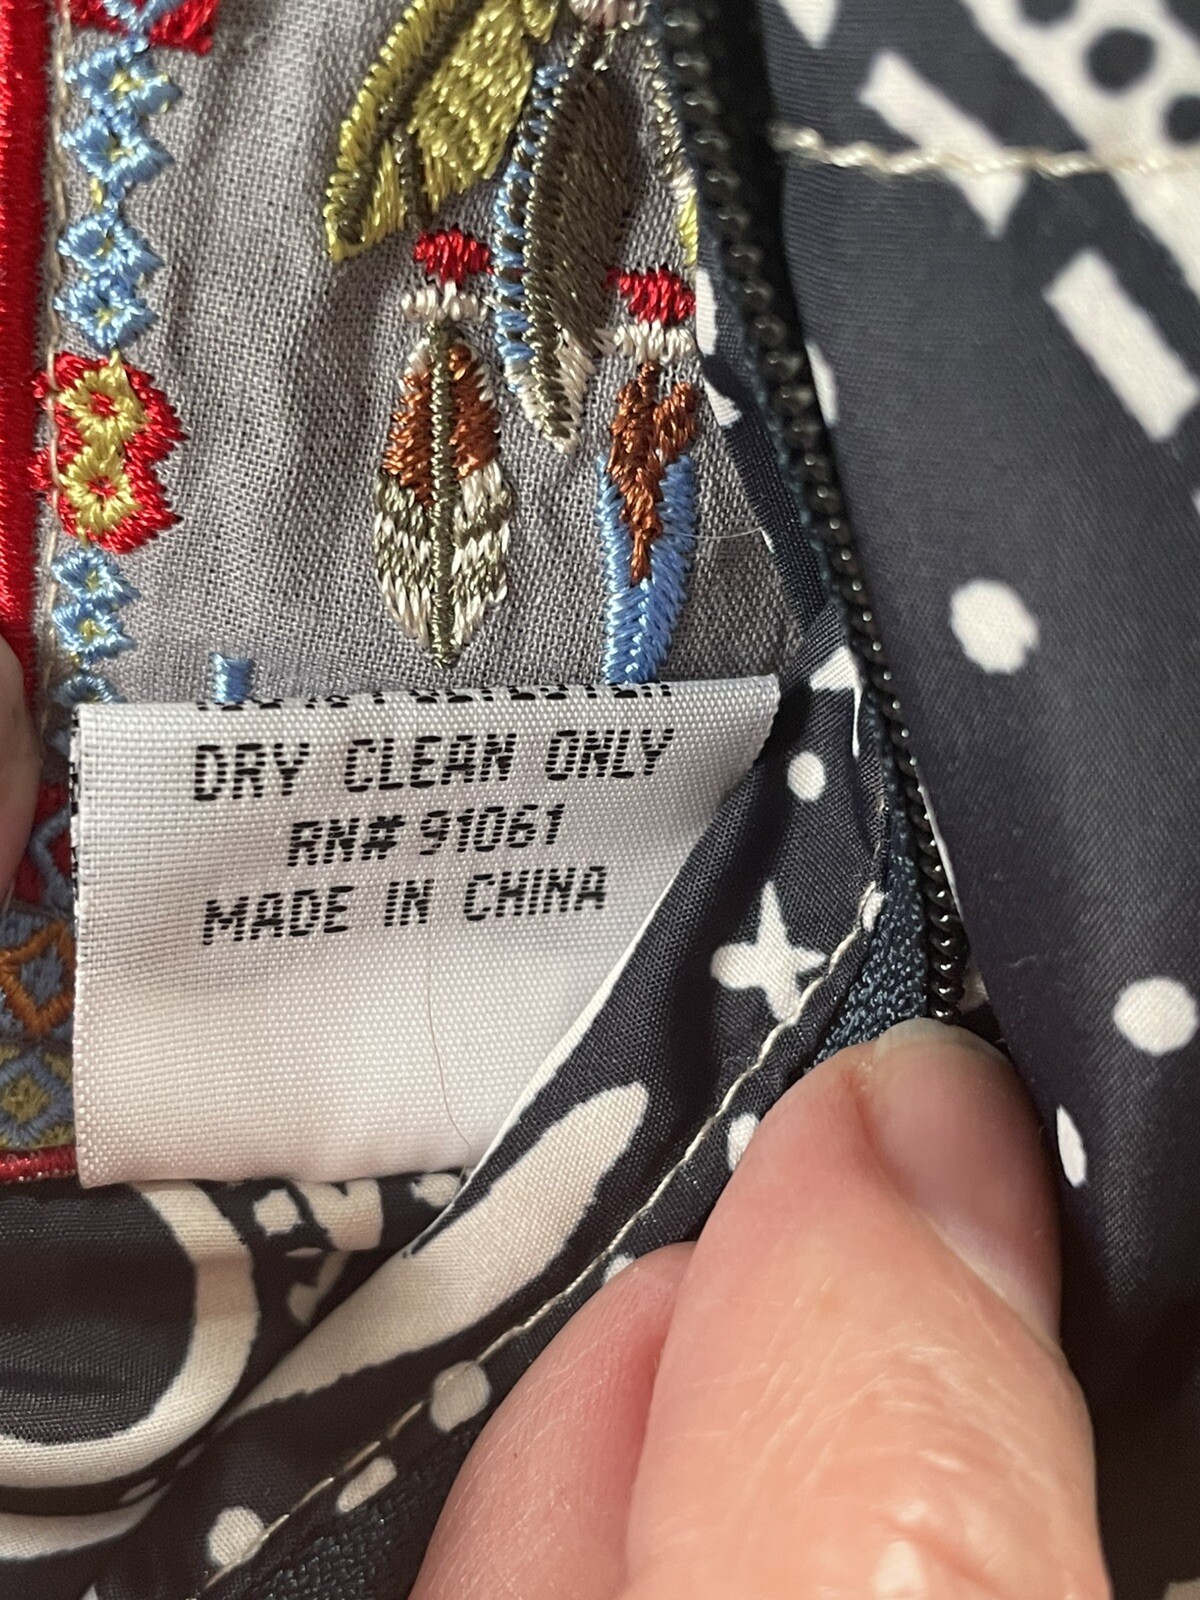 DRY CLEAN ONLY
RN# 91061
MADE IN CHINA